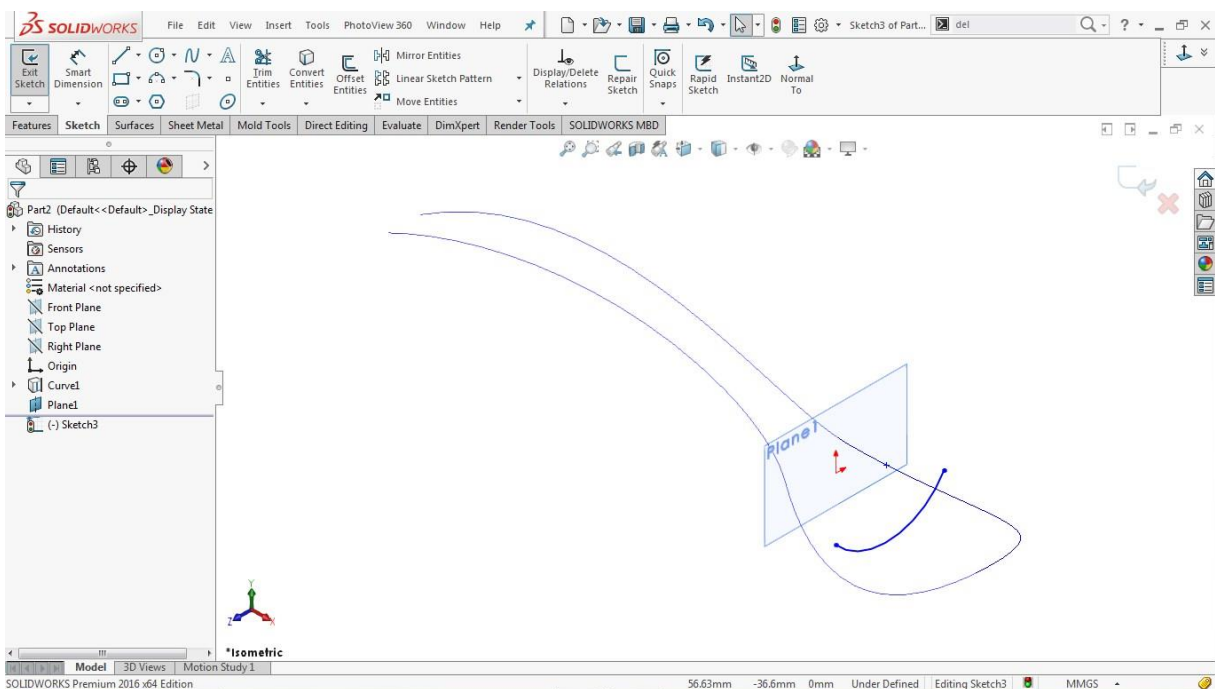 SOLIDWORKS File Edit View Insert Tools PhotoView 360 Window Help Sketch3 of Part... del ?
Exit Sketch
Smart Dimension
Trim Entities
Convert Entities
Offset Entities
Mirror Entities
Linear Sketch Pattern
Move Entities
Display/Delete Relations
Repair Sketch
Quick Snaps
Rapid Sketch
Instant2D
Normal To
Features Sketch Surfaces Sheet Metal Mold Tools Direct Editing Evaluate DimXpert Render Tools SOLIDWORKS MBD
Part2 (Default<<Default>_Display State
History
Sensors
Annotations
Material <not specified>
Front Plane
Top Plane
Right Plane
Origin
Curve1
Plane1
(-) Sketch3
Plane1
Y
Z X
*Isometric
Model 3D Views Motion Study 1
SOLIDWORKS Premium 2016 x64 Edition 56.63mm -36.6mm 0mm Under Defined Editing Sketch3 MMGS